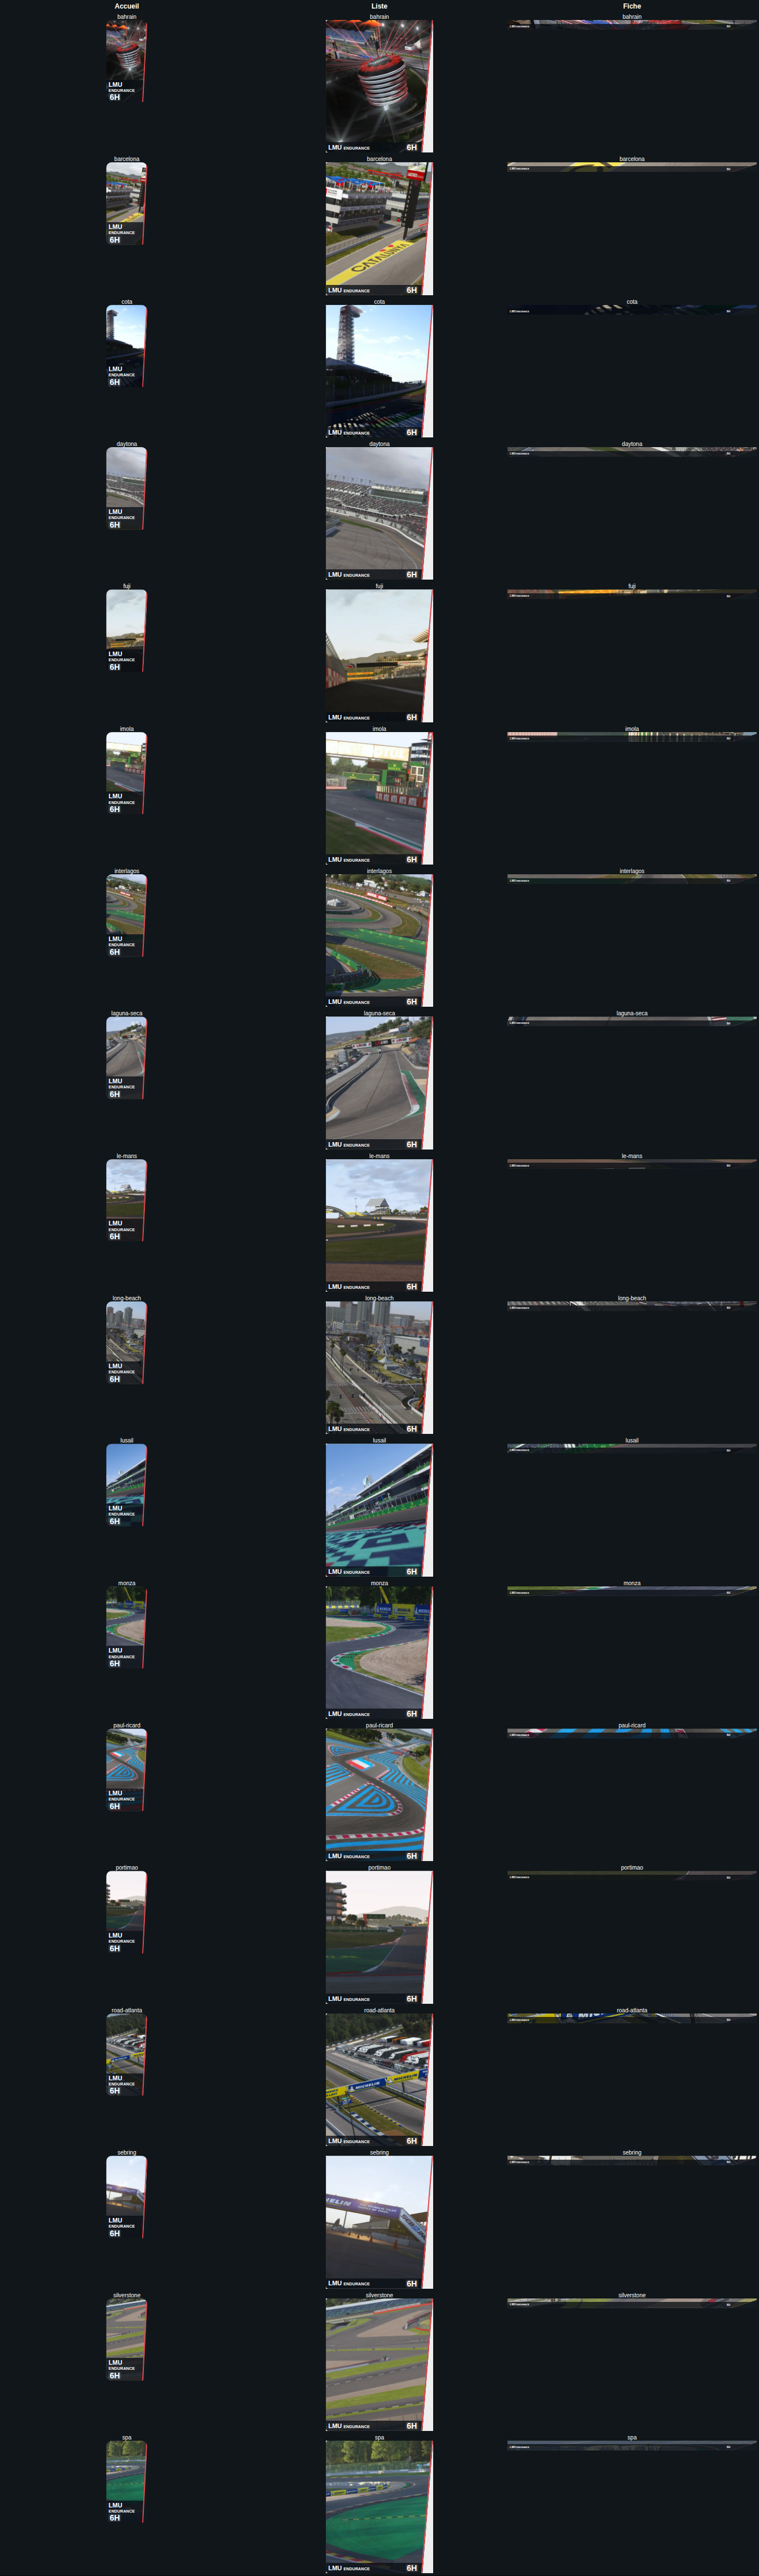 Accueil Liste Fiche
bahrain bahrain bahrain
LMU
ENDURANCE
6H
LMU ENDURANCE 6H
barcelona barcelona barcelona
LMU
ENDURANCE
6H
CATALUNYA
LMU ENDURANCE 6H
cota cota cota
LMU
ENDURANCE
6H
LMU ENDURANCE 6H
daytona daytona daytona
LMU
ENDURANCE
6H
LMU ENDURANCE 6H
fuji fuji fuji
LMU
ENDURANCE
6H
LMU ENDURANCE 6H
imola imola imola
LMU
ENDURANCE
6H
LMU ENDURANCE 6H
interlagos interlagos interlagos
LMU
ENDURANCE
6H
LMU ENDURANCE 6H
laguna-seca laguna-seca laguna-seca
LMU
ENDURANCE
6H
LMU ENDURANCE 6H
le-mans le-mans le-mans
LMU
ENDURANCE
6H
LMU ENDURANCE 6H
long-beach long-beach long-beach
LMU
ENDURANCE
6H
LMU ENDURANCE 6H
lusail lusail lusail
LMU
ENDURANCE
6H
LMU ENDURANCE 6H
monza monza monza
LMU
ENDURANCE
6H
LMU ENDURANCE 6H
paul-ricard paul-ricard paul-ricard
LMU
ENDURANCE
6H
LMU ENDURANCE 6H
portimao portimao portimao
LMU
ENDURANCE
6H
LMU ENDURANCE 6H
road-atlanta road-atlanta road-atlanta
LMU
ENDURANCE
6H
LMU ENDURANCE 6H
sebring sebring sebring
LMU
ENDURANCE
6H
LMU ENDURANCE 6H
silverstone silverstone silverstone
LMU
ENDURANCE
6H
LMU ENDURANCE 6H
spa spa spa
LMU
ENDURANCE
6H
LMU ENDURANCE 6H